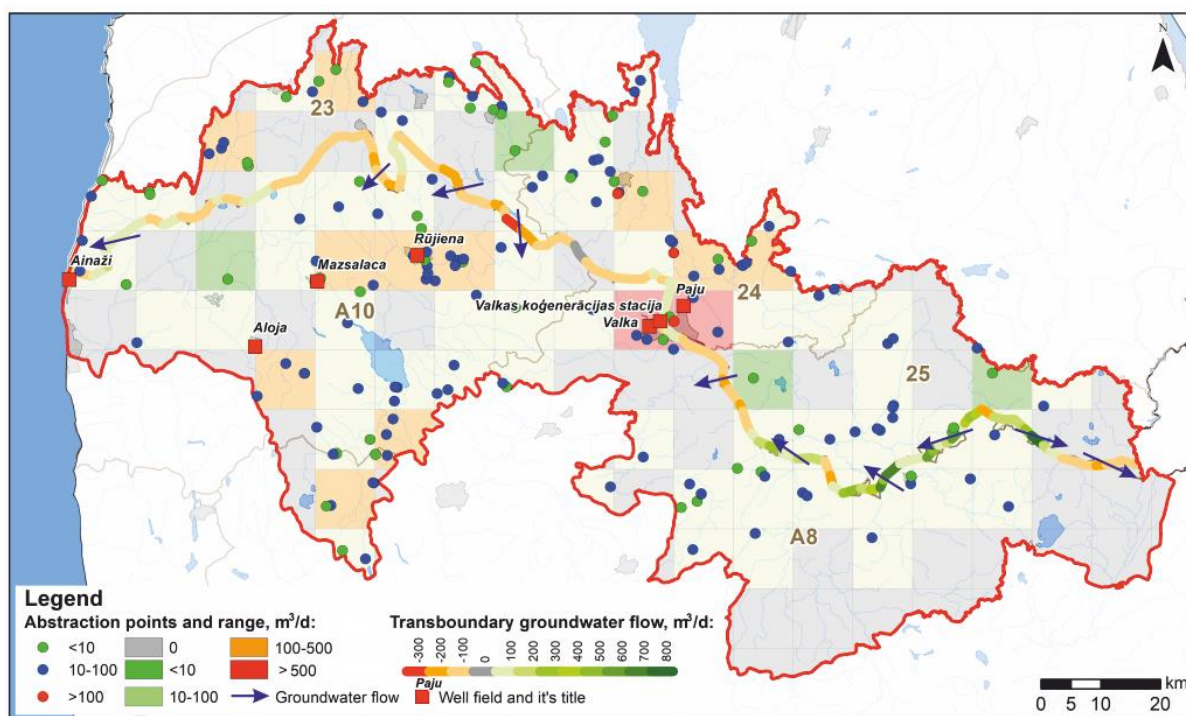 N
23
Rūjiena
Ainaži
Mazsalaca
Paju
24
Valkas koģenerācijas stacija
A10
Valka
Aloja
25
A8
Legend
Abstraction points and range, m³/d:
<10
10-100
>100
0
<10
10-100
100-500
>500
Groundwater flow
Transboundary groundwater flow, m³/d:
-300
-200
-100
0
100
200
300
400
500
600
700
800
Paju
Well field and it's title
km
0 5 10 20